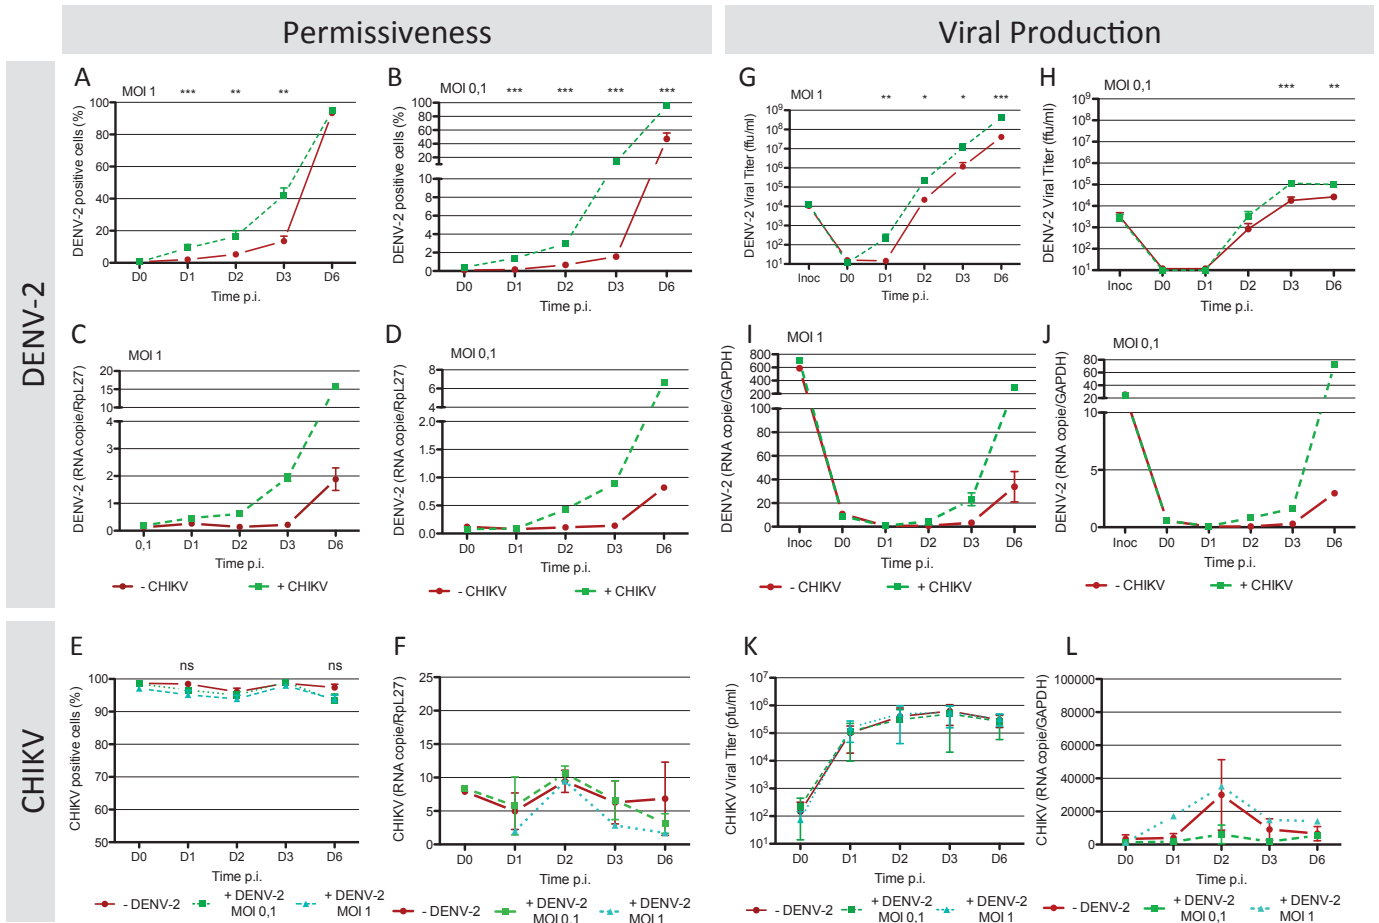 Permissiveness
Viral Production
DENV-2
CHIKV
A
MOI 1
*** ** **
DENV-2 positive cells (%)
100
80
60
40
20
0
D0 D1 D2 D3 D6
Time p.i.
B
MOI 0,1
*** *** *** ***
DENV-2 positive cells (%)
100
80
60
40
20
10
8
6
4
2
0
D0 D1 D2 D3 D6
Time p.i.
G
MOI 1
** * * ***
DENV-2 Viral Titer (ffu/ml)
10⁹
10⁸
10⁷
10⁶
10⁵
10⁴
10³
10²
10¹
Inoc D0 D1 D2 D3 D6
Time p.i.
H
MOI 0,1
*** **
DENV-2 Viral Titer (ffu/ml)
10⁹
10⁸
10⁷
10⁶
10⁵
10⁴
10³
10²
10¹
Inoc D0 D1 D2 D3 D6
Time p.i.
C
MOI 1
DENV-2 (RNA copie/RpL27)
20
15
10
4
3
2
1
0
0,1 D1 D2 D3 D6
Time p.i.
- CHIKV + CHIKV
D
MOI 0,1
DENV-2 (RNA copie/RpL27)
8
6
4
2.0
1.5
1.0
0.5
0.0
D0 D1 D2 D3 D6
Time p.i.
- CHIKV + CHIKV
I
MOI 1
DENV-2 (RNA copie/GAPDH)
800
600
400
200
100
80
60
40
20
0
Inoc D0 D1 D2 D3 D6
Time p.i.
- CHIKV + CHIKV
J
MOI 0,1
DENV-2 (RNA copie/GAPDH)
80
60
40
20
10
5
0
Inoc D0 D1 D2 D3 D6
Time p.i.
- CHIKV + CHIKV
E
ns ns
CHIKV positive cells (%)
100
90
80
70
60
50
D0 D1 D2 D3 D6
Time p.i.
- DENV-2 + DENV-2 MOI 0,1 + DENV-2 MOI 1
F
CHIKV (RNA copie/RpL27)
25
20
15
10
5
0
D0 D1 D2 D3 D6
Time p.i.
- DENV-2 + DENV-2 MOI 0,1 + DENV-2 MOI 1
K
CHIKV Viral Titer (pfu/ml)
10⁷
10⁶
10⁵
10⁴
10³
10²
10¹
D0 D1 D2 D3 D6
Time p.i.
- DENV-2 + DENV-2 MOI 0,1 + DENV-2 MOI 1
L
CHIKV (RNA copie/GAPDH)
100000
80000
60000
40000
20000
0
D0 D1 D2 D3 D6
Time p.i.
- DENV-2 + DENV-2 MOI 0,1 + DENV-2 MOI 1